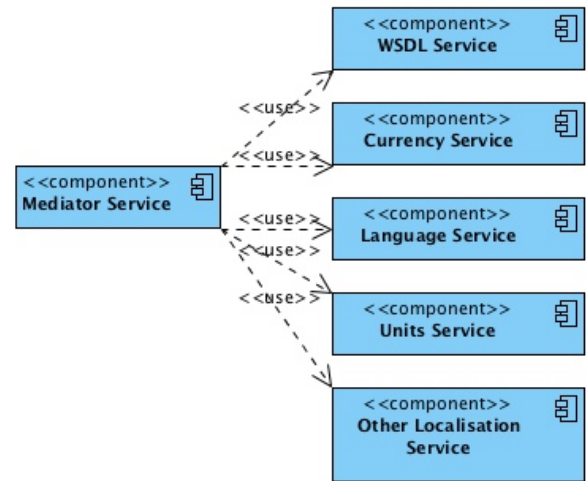 <<component>>
WSDL Service
<<use>>
<<component>>
Currency Service
<<use>>
<<component>>
Mediator Service
<<component>>
Language Service
<<use>>
<<use>>
<<component>>
Units Service
<<use>>
<<component>>
Other Localisation
Service